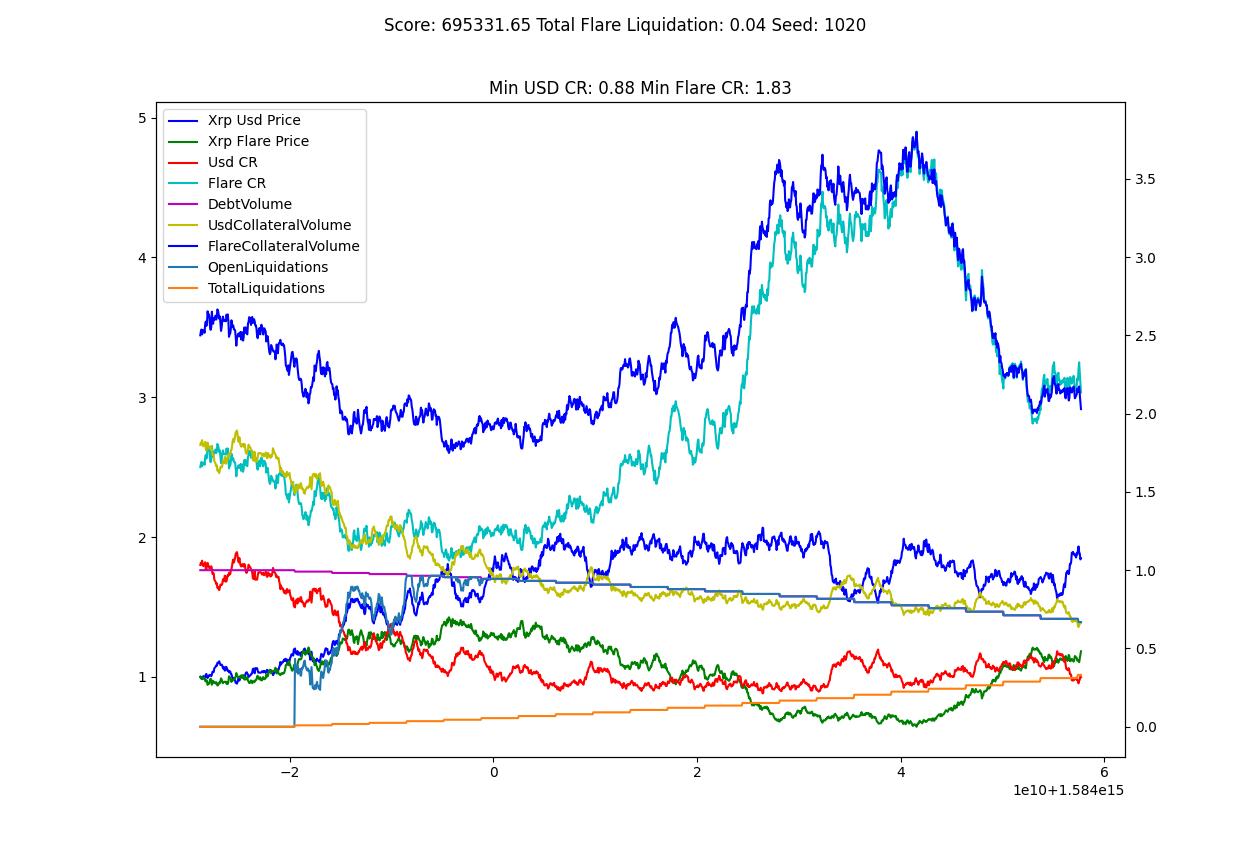 Score: 695331.65 Total Flare Liquidation: 0.04 Seed: 1020
Min USD CR: 0.88 Min Flare CR: 1.83
Xrp Usd Price
Xrp Flare Price
Usd CR
Flare CR
DebtVolume
UsdCollateralVolume
FlareCollateralVolume
OpenLiquidations
TotalLiquidations
5
4
3
2
1
3.5
3.0
2.5
2.0
1.5
1.0
0.5
0.0
−2 0 2 4 6
1e10+1.584e15